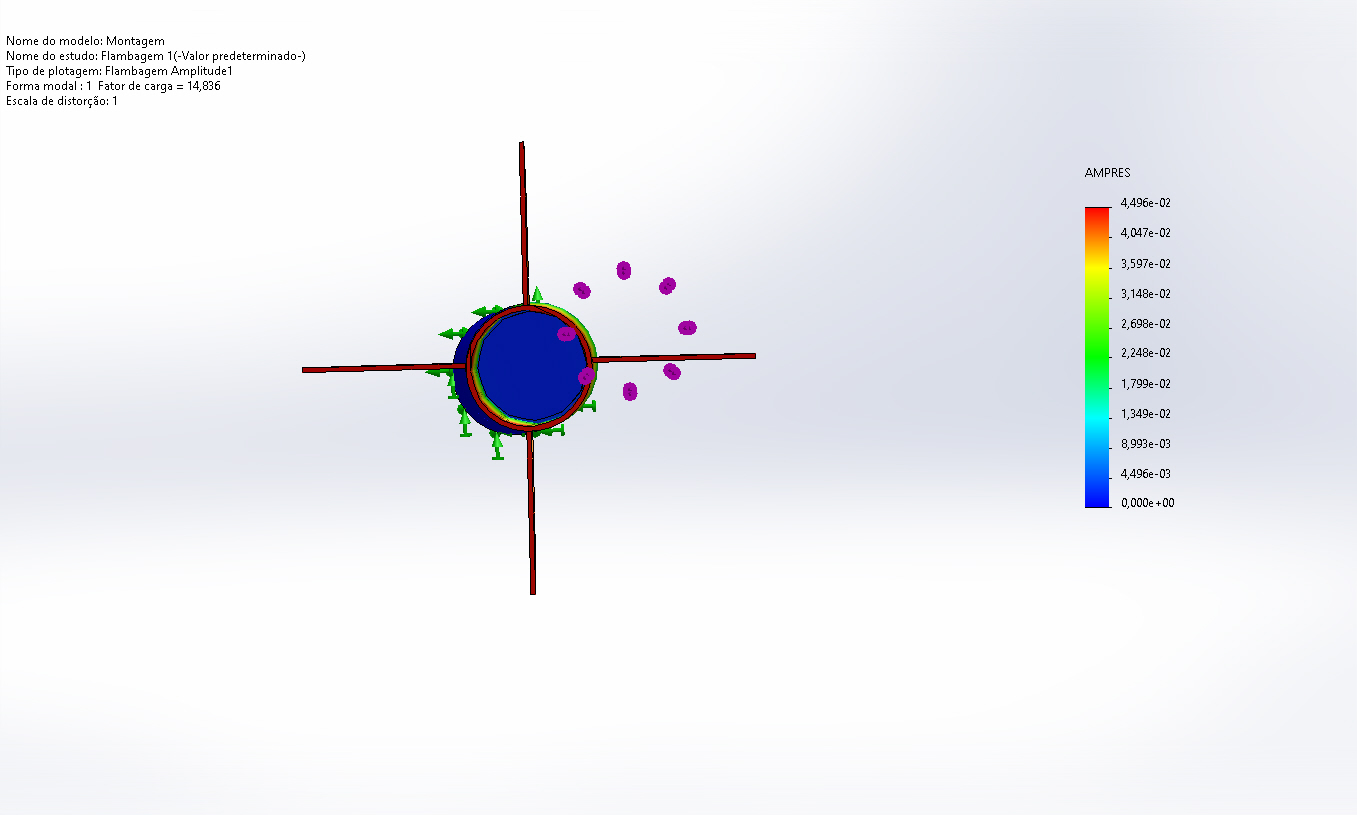 Nome do modelo: Montagem
Nome do estudo: Flambagem 1(-Valor predeterminado-)
Tipo de plotagem: Flambagem Amplitude1
Forma modal : 1 Fator de carga = 14,836
Escala de distorção: 1
AMPRES
4,496e-02
4,047e-02
3,597e-02
3,148e-02
2,698e-02
2,248e-02
1,799e-02
1,349e-02
8,993e-03
4,496e-03
0,000e+00